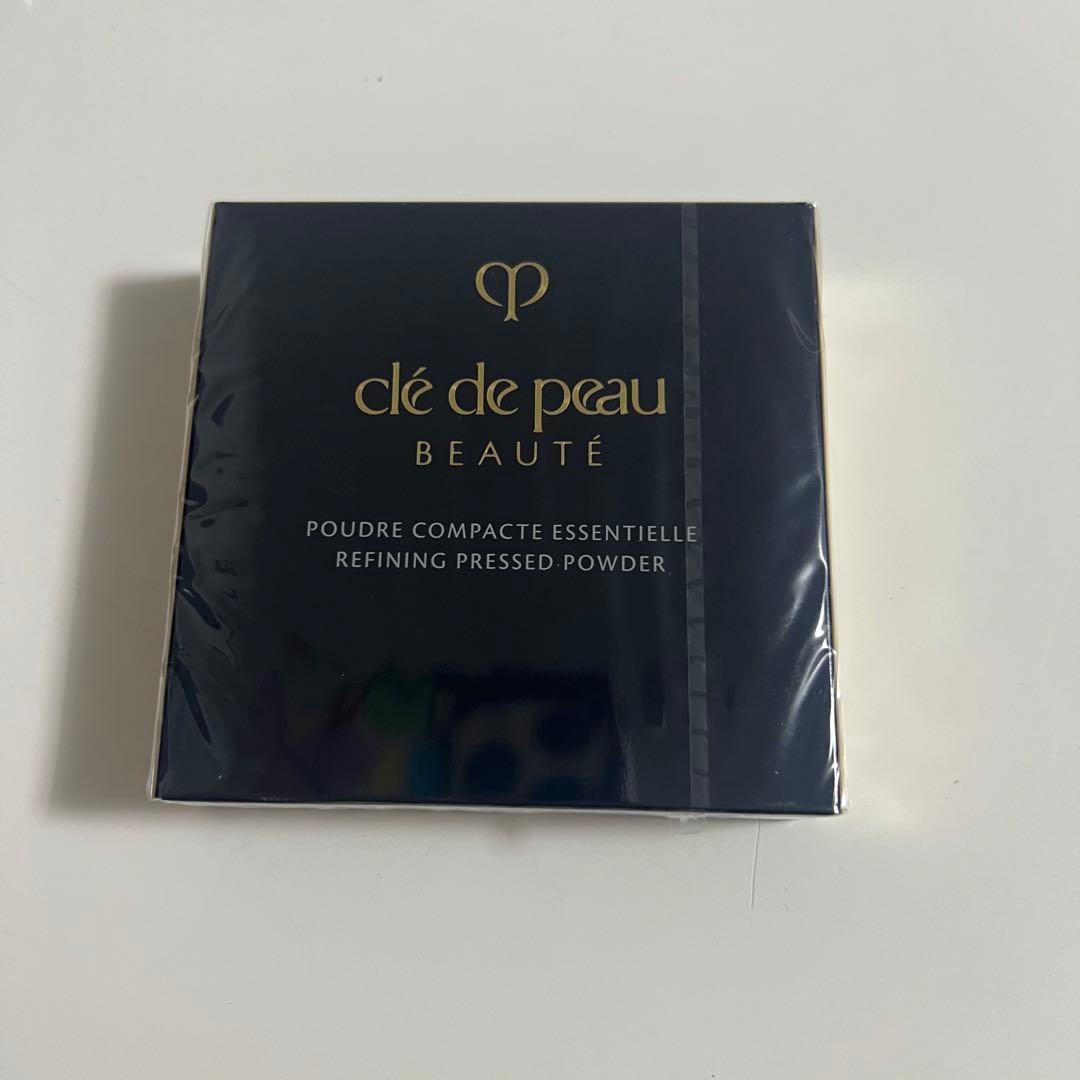 clé de peau
BEAUTÉ
POUDRE COMPACTE ESSENTIELLE
REFINING PRESSED POWDER